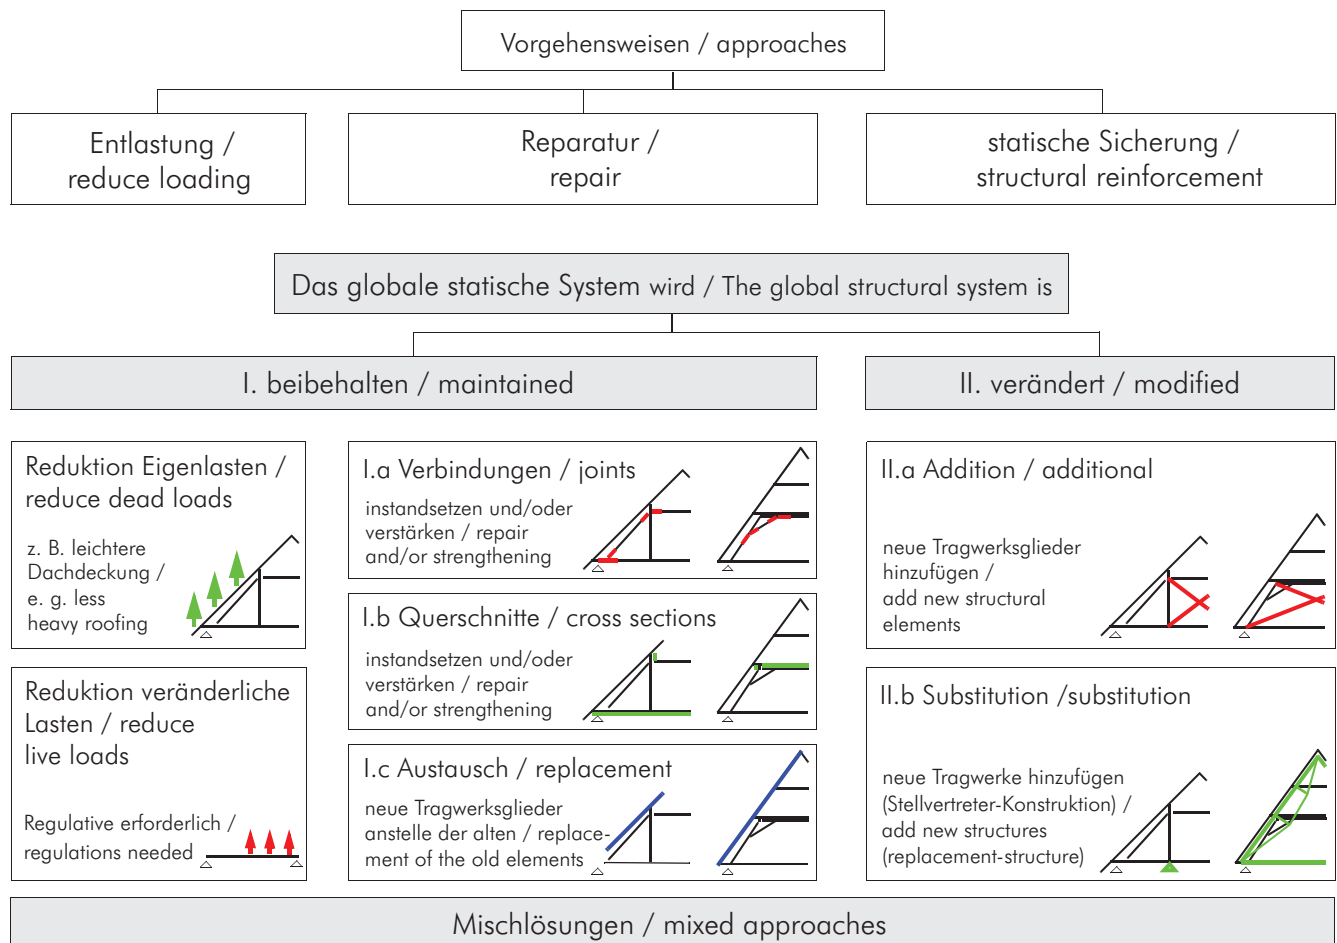 Vorgehensweisen / approaches
Entlastung /
reduce loading
Reparatur /
repair
statische Sicherung /
structural reinforcement
Das globale statische System wird / The global structural system is
I. beibehalten / maintained
II. verändert / modified
Reduktion Eigenlasten /
reduce dead loads
z. B. leichtere
Dachdeckung /
e. g. less
heavy roofing
Reduktion veränderliche
Lasten / reduce
live loads
Regulative erforderlich /
regulations needed
I.a Verbindungen / joints
instandsetzen und/oder
verstärken / repair
and/or strengthening
I.b Querschnitte / cross sections
instandsetzen und/oder
verstärken / repair
and/or strengthening
I.c Austausch / replacement
neue Tragwerksglieder
anstelle der alten / replace-
ment of the old elements
II.a Addition / additional
neue Tragwerksglieder
hinzufügen /
add new structural
elements
II.b Substitution /substitution
neue Tragwerke hinzufügen
(Stellvertreter-Konstruktion) /
add new structures
(replacement-structure)
Mischlösungen / mixed approaches